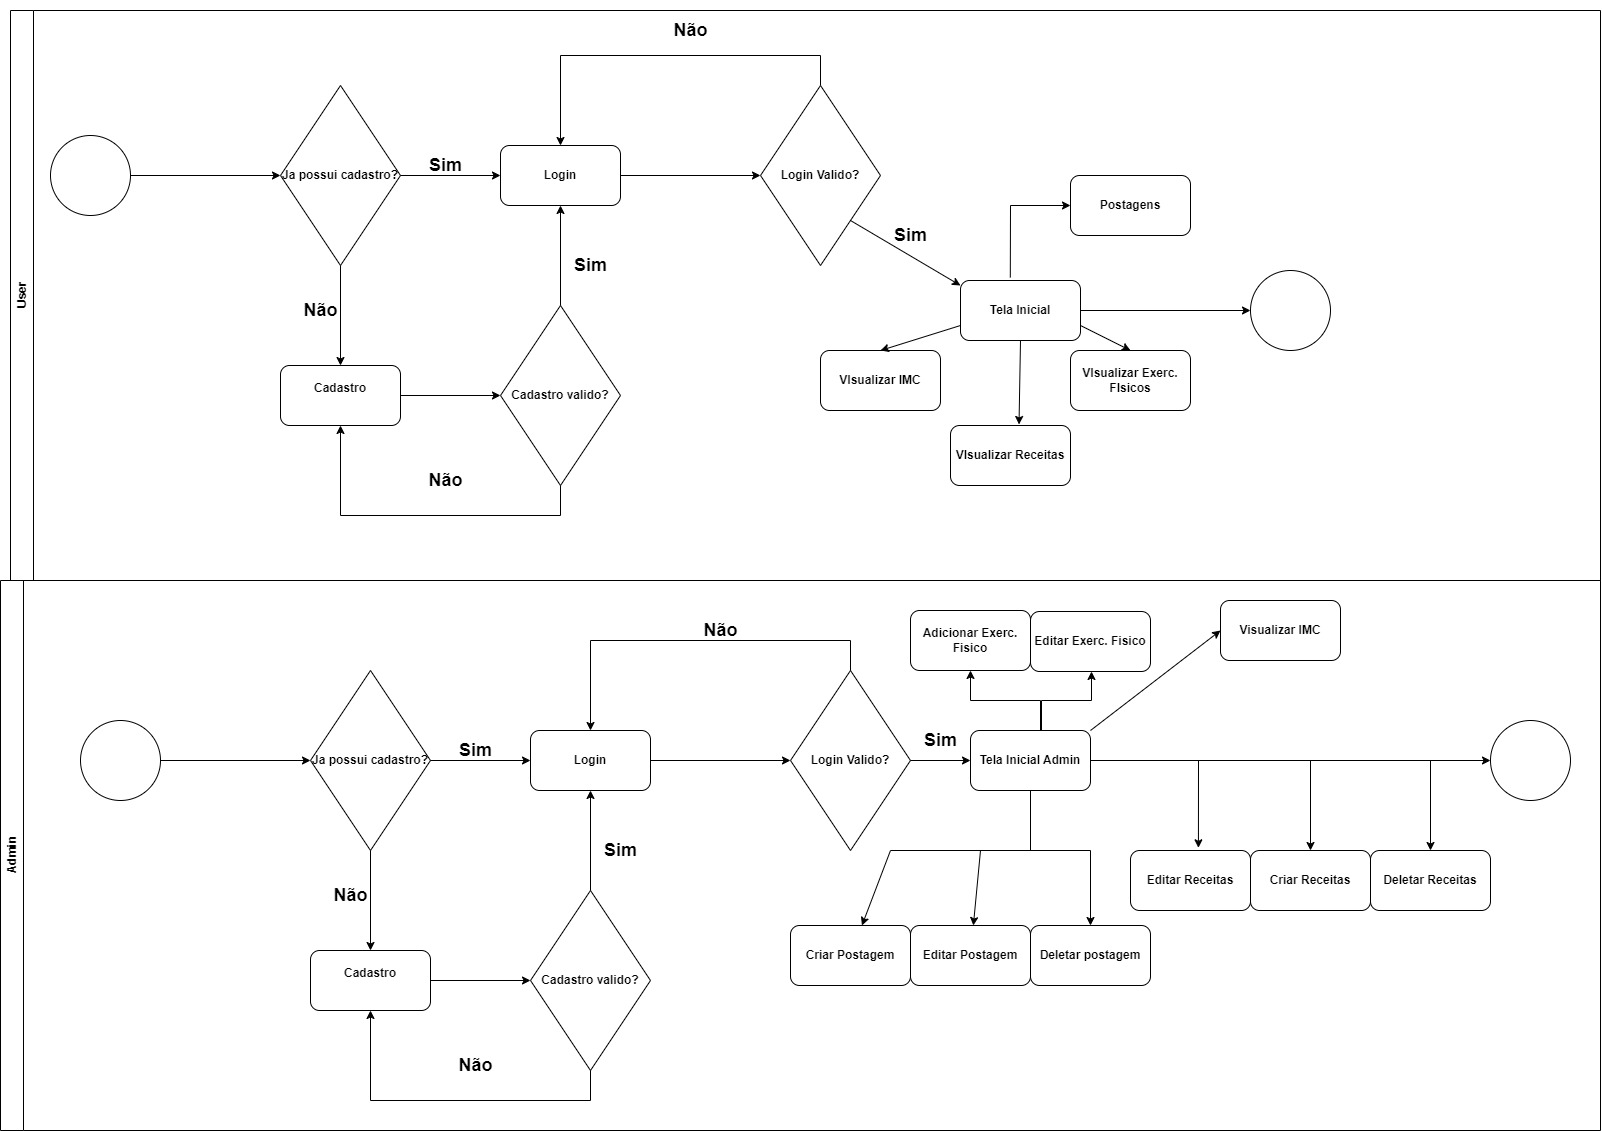 User
Não
Ja possui cadastro?
Sim
Login
Login Valido?
Sim
Postagens
Sim
Não
Tela Inicial
VIsualizar IMC
VIsualizar Exerc.
FIsicos
Cadastro
Cadastro valido?
VIsualizar Receitas
Não
Admin
Não
Adicionar Exerc.
Fisico
Editar Exerc. Fisico
Visualizar IMC
Ja possui cadastro?
Sim
Login
Login Valido?
Sim
Tela Inicial Admin
Sim
Não
Editar Receitas
Criar Receitas
Deletar Receitas
Criar Postagem
Editar Postagem
Deletar postagem
Cadastro
Cadastro valido?
Não